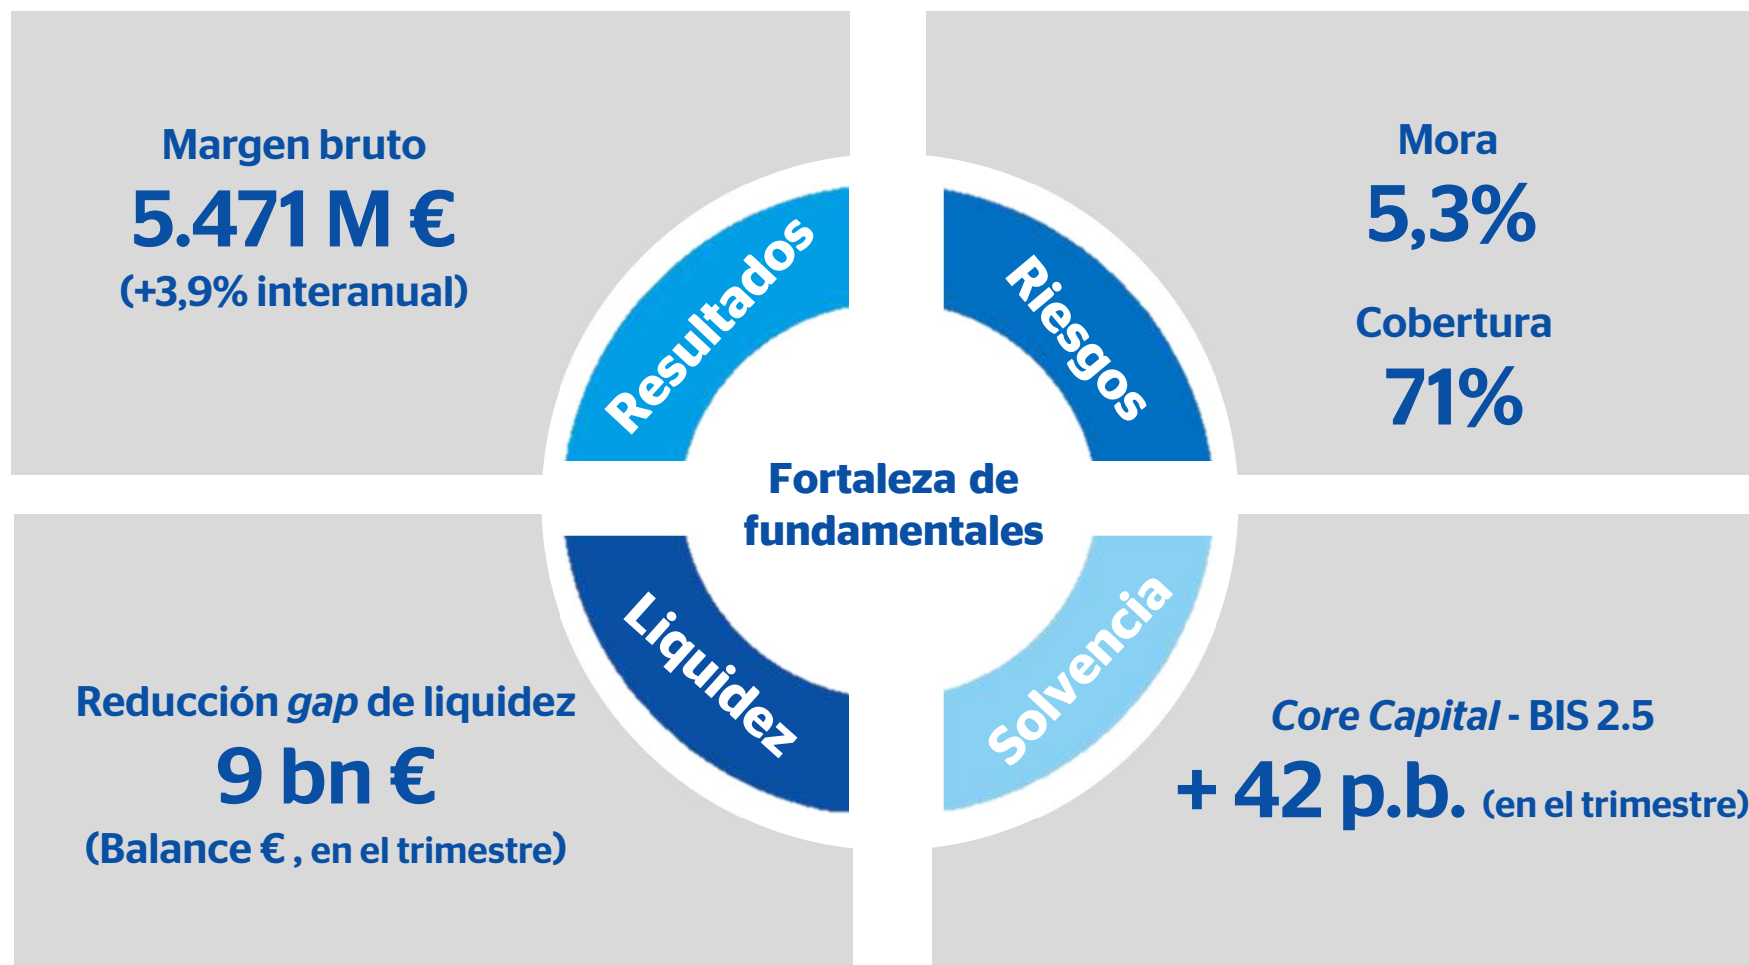 Margen bruto
5.471 M €
(+3,9% interanual)
Mora
5,3%
Cobertura
71%
Resultados
Riesgos
Fortaleza de
fundamentales
Liquidez
Solvencia
Reducción gap de liquidez
9 bn €
(Balance € , en el trimestre)
Core Capital - BIS 2.5
+ 42 p.b. (en el trimestre)